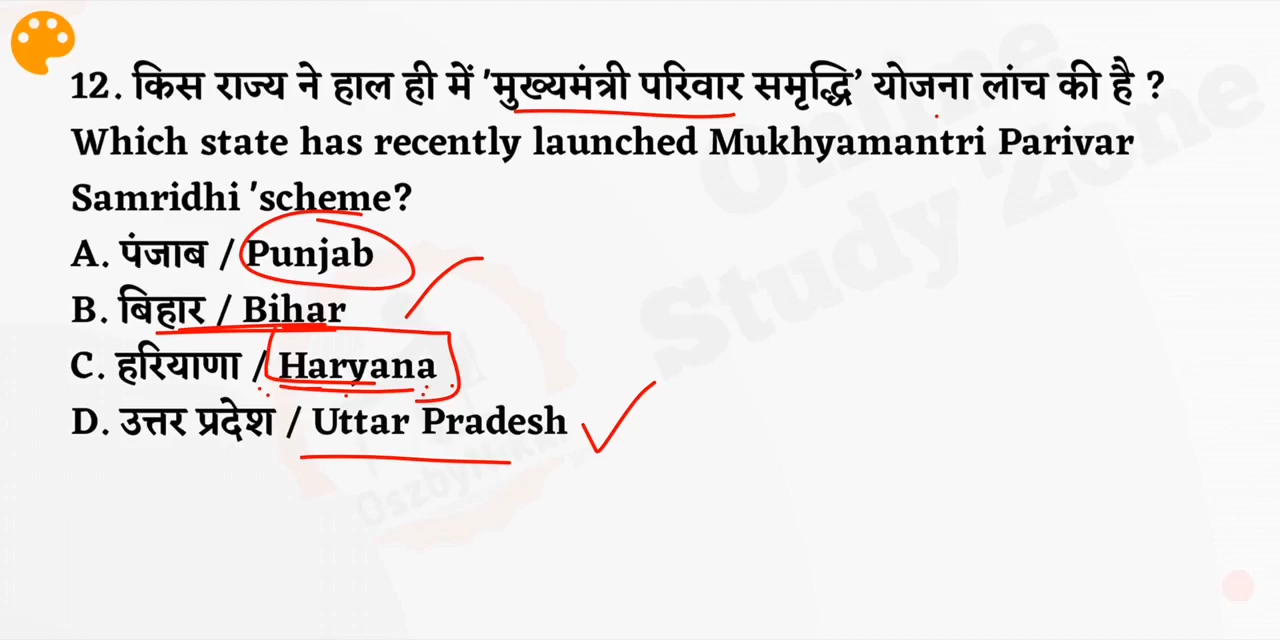 12. किस राज्य ने हाल ही में 'मुख्यमंत्री परिवार समृद्धि’ योजना लांच की है ?
Which state has recently launched Mukhyamantri Parivar
Samridhi 'scheme?
A. पंजाब / Punjab
B. बिहार / Bihar
C. हरियाणा / Haryana
D. उत्तर प्रदेश / Uttar Pradesh
Online
Study Zone